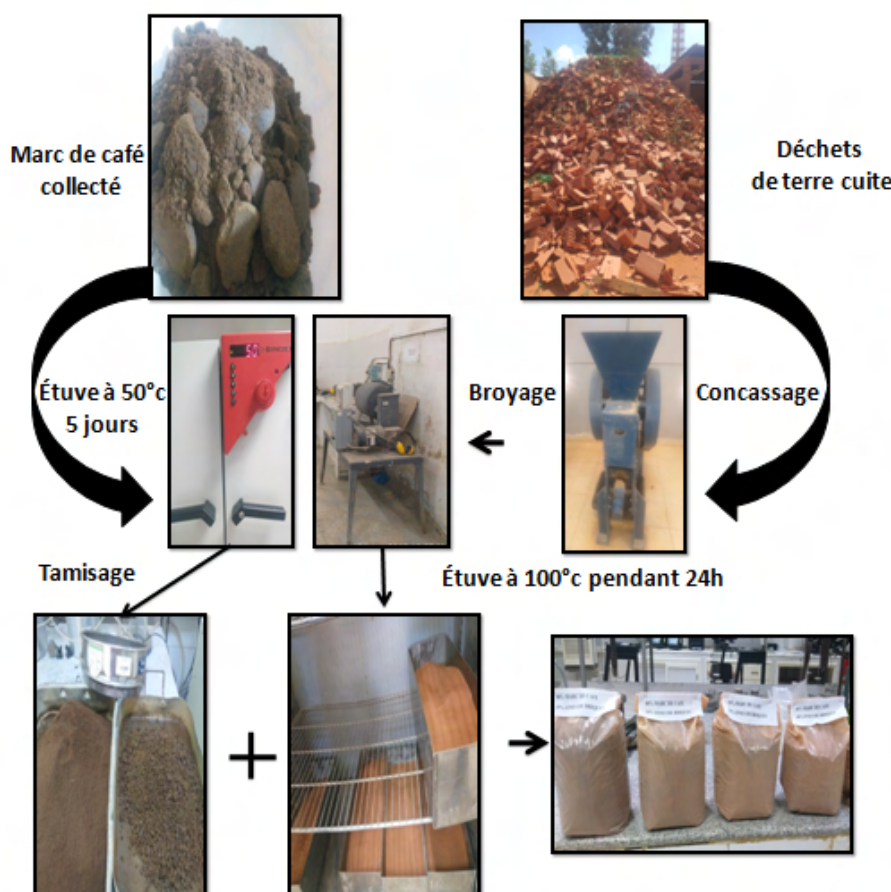 Marc de café
collecté
Déchets
de terre cuite
Étuve à 50°c
5 jours
50
Broyage
Concassage
Tamisage
Étuve à 100°c pendant 24h
+